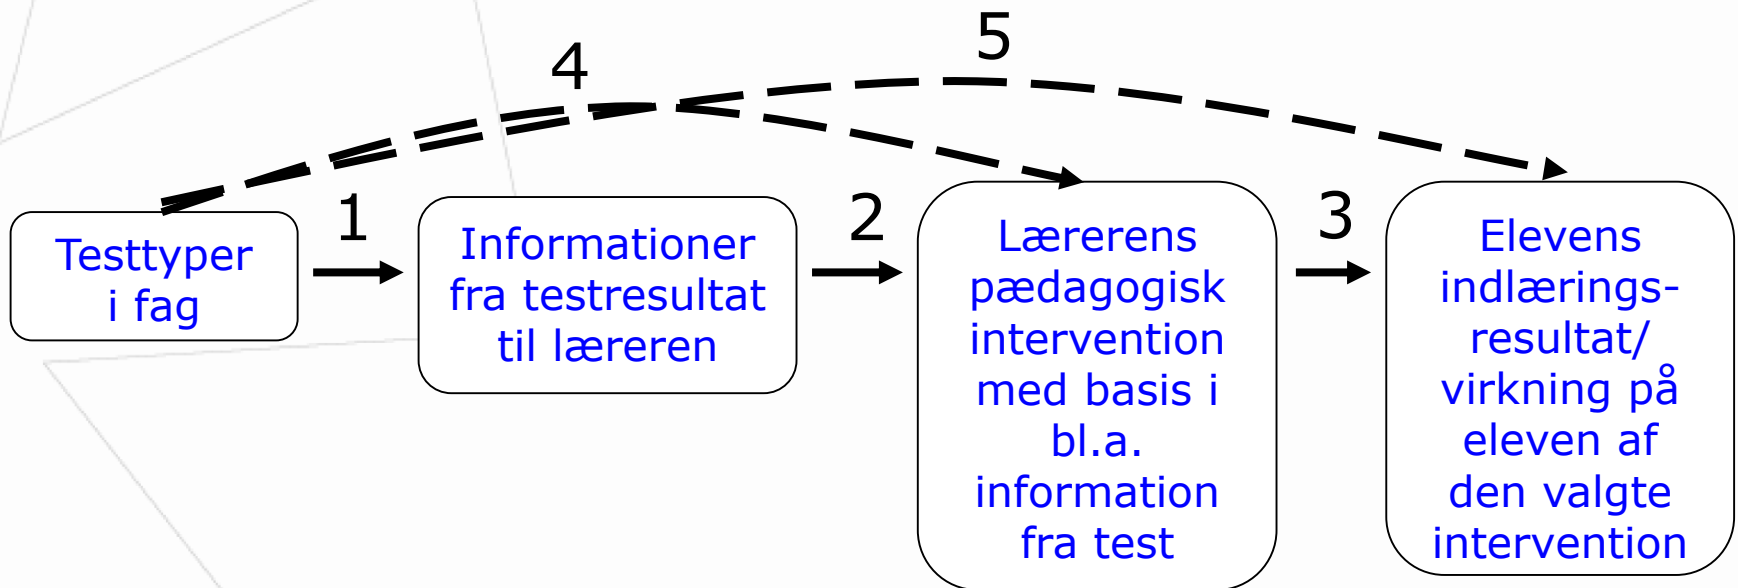 4
5
1
2
3
Testtyper
i fag
Informationer
fra testresultat
til læreren
Lærerens
pædagogisk
intervention
med basis i
bl.a.
information
fra test
Elevens
indlærings-
resultat/
virkning på
eleven af
den valgte
intervention